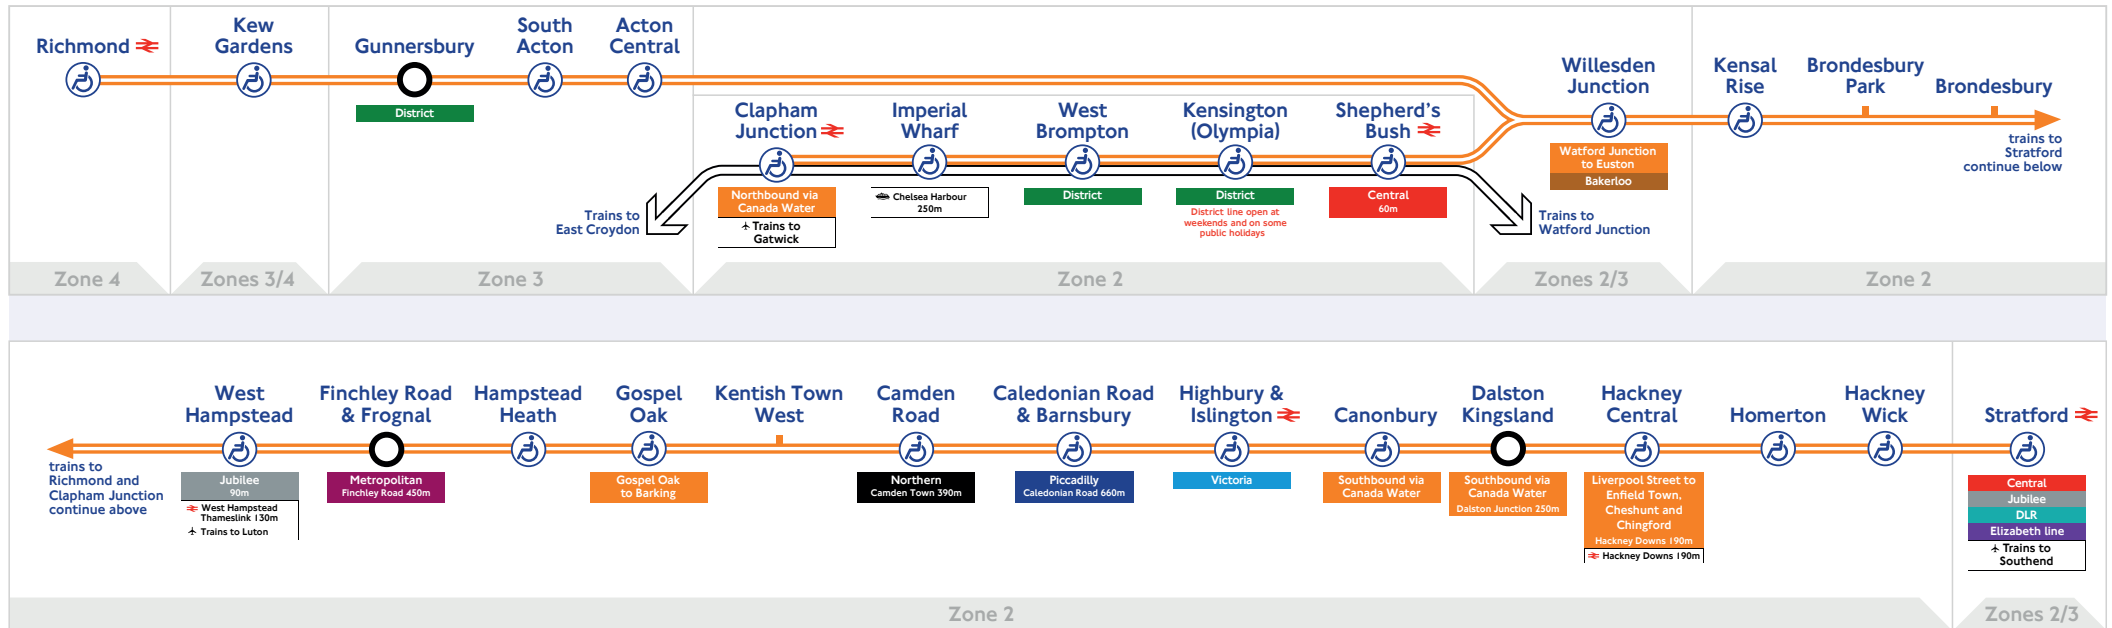 Richmond
Kew
Gardens
Gunnersbury
District
South
Acton
Acton
Central
Clapham
Junction
Northbound via
Canada Water
Trains to
Gatwick
Imperial
Wharf
Chelsea Harbour
250m
West
Brompton
District
Kensington
(Olympia)
District
District line open at
weekends and on some
public holidays
Shepherd's
Bush
Central
60m
Trains to
East Croydon
Trains to
Watford Junction
Willesden
Junction
Watford Junction
to Euston
Bakerloo
Kensal
Rise
Brondesbury
Park
Brondesbury
trains to
Stratford
continue below
Zone 4
Zones 3/4
Zone 3
Zone 2
Zones 2/3
Zone 2
trains to
Richmond and
Clapham Junction
continue above
West
Hampstead
Jubilee
90m
West Hampstead
Thameslink 130m
Trains to Luton
Finchley Road
& Frognal
Metropolitan
Finchley Road 450m
Hampstead
Heath
Gospel
Oak
Gospel Oak
to Barking
Kentish Town
West
Camden
Road
Northern
Camden Town 390m
Caledonian Road
& Barnsbury
Piccadilly
Caledonian Road 660m
Highbury &
Islington
Victoria
Canonbury
Southbound via
Canada Water
Dalston
Kingsland
Southbound via
Canada Water
Dalston Junction 250m
Hackney
Central
Liverpool Street to
Enfield Town,
Cheshunt and
Chingford
Hackney Downs 190m
Hackney Downs 190m
Homerton
Hackney
Wick
Stratford
Central
Jubilee
DLR
Elizabeth line
Trains to
Southend
Zone 2
Zones 2/3